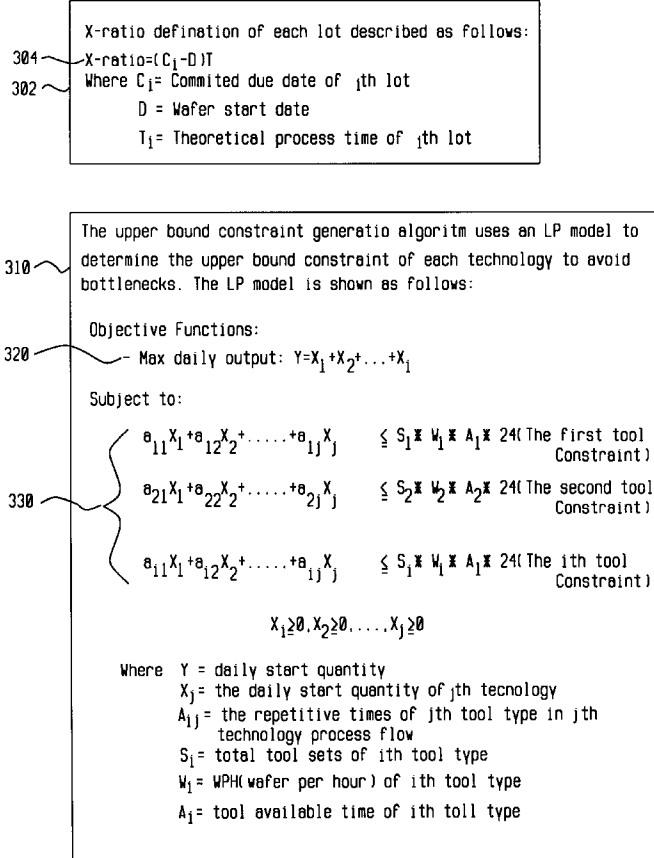 X-ratio defination of each lot described as follows:
304
X-ratio=(Cᵢ-D)T
302
Where Cᵢ= Commited due date of ᵢth lot
D = Wafer start date
Tᵢ= Theoretical process time of ᵢth lot
The upper bound constraint generatio algoritm uses an LP model to
310
determine the upper bound constraint of each technology to avoid
bottlenecks. The LP model is shown as follows:
Objective Functions:
320
- Max daily output: Y=X₁+X₂+...+Xᵢ
Subject to:
a₁₁X₁+a₁₂X₂+.....+a₁ⱼXⱼ ≦ S₁* W₁* A₁* 24(The first tool
Constraint)
330
a₂₁X₁+a₂₂X₂+.....+a₂ⱼXⱼ ≦ S₂* W₂* A₂* 24(The second tool
Constraint)
aᵢ₁X₁+aᵢ₂X₂+.....+aᵢⱼXⱼ ≦ Sᵢ* Wᵢ* Aᵢ* 24(The ith tool
Constraint)
X₁≧0,X₂≧0,...,Xⱼ≧0
Where Y = daily start quantity
Xⱼ= the daily start quantity of jth tecnology
Aᵢⱼ= the repetitive times of jth tool type in jth
technology process flow
Sᵢ= total tool sets of ith tool type
Wᵢ= WPH(wafer per hour) of ith tool type
Aᵢ= tool available time of ith toll type